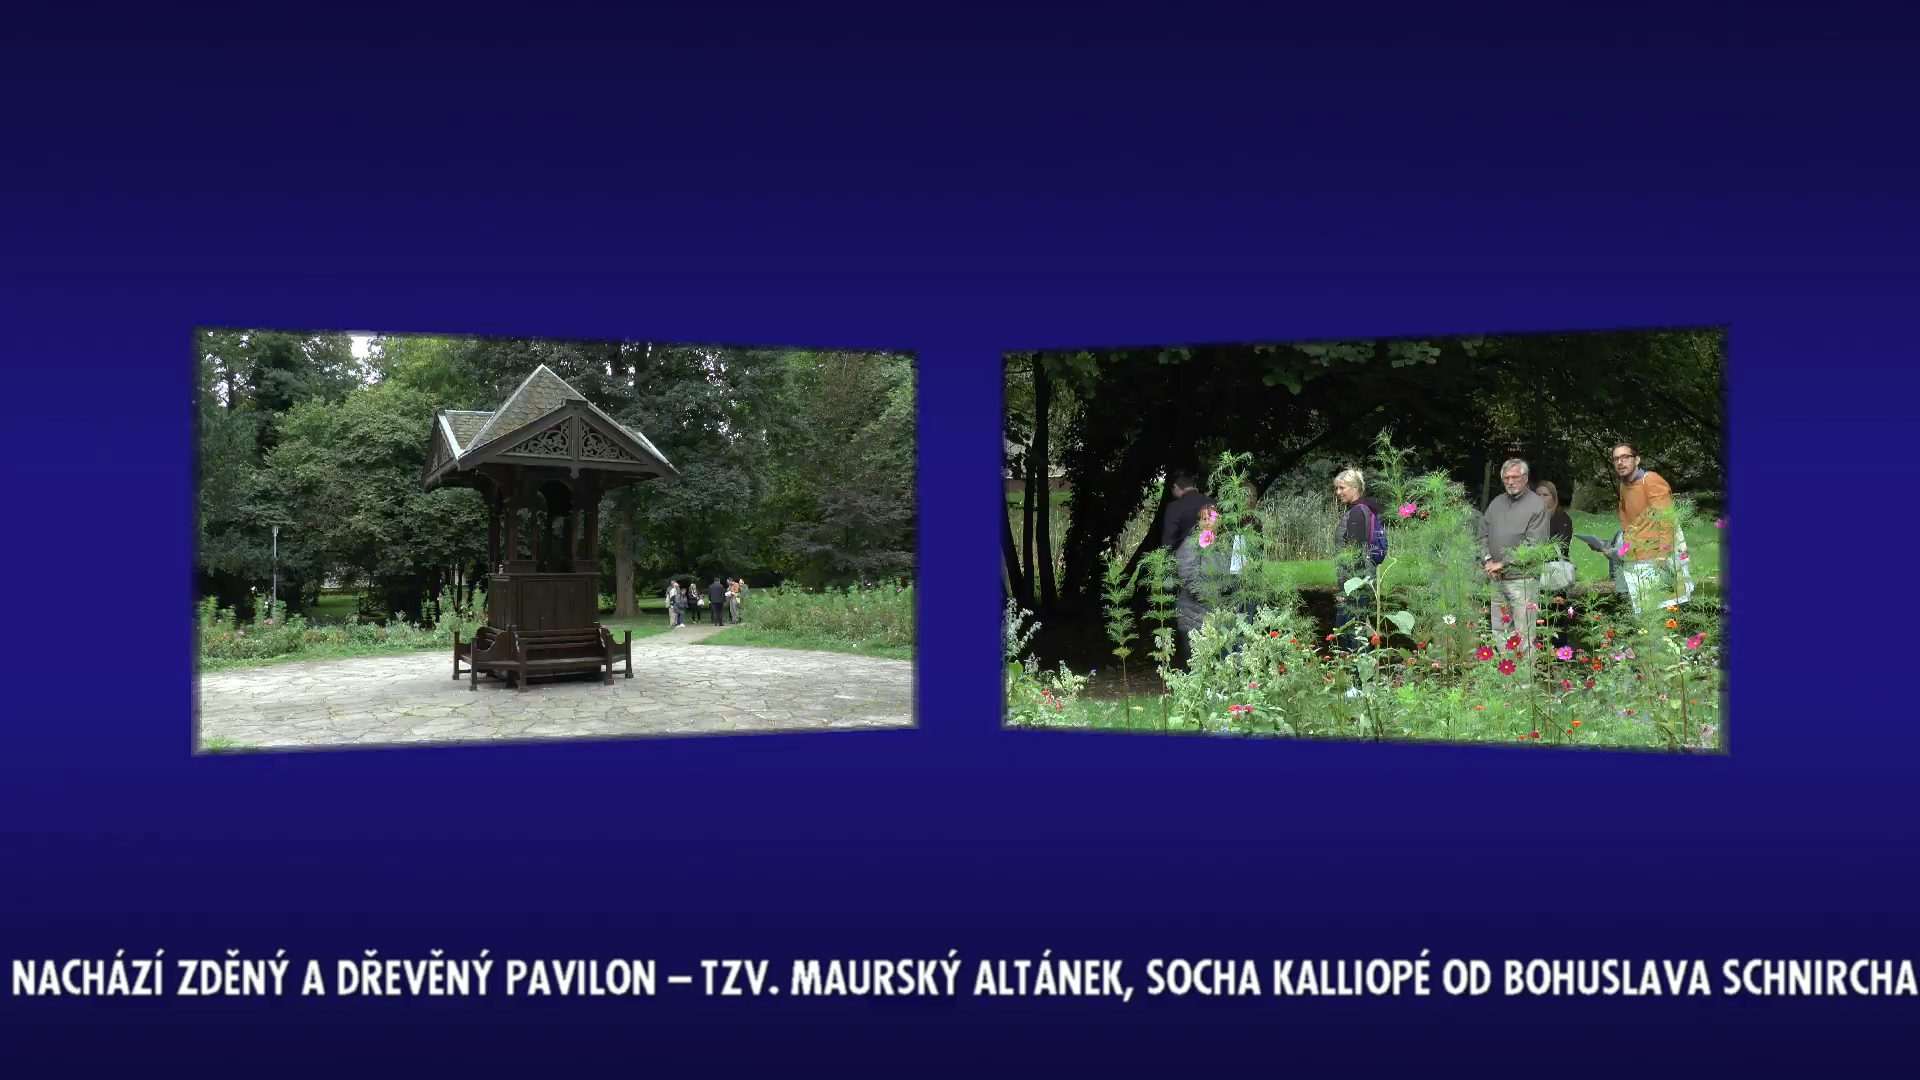 NACHÁZÍ ZDĚNÝ A DŘEVĚNÝ PAVILON – TZV. MAURSKÝ ALTÁNEK, SOCHA KALLIOPÉ OD BOHUSLAVA SCHNIRCHA